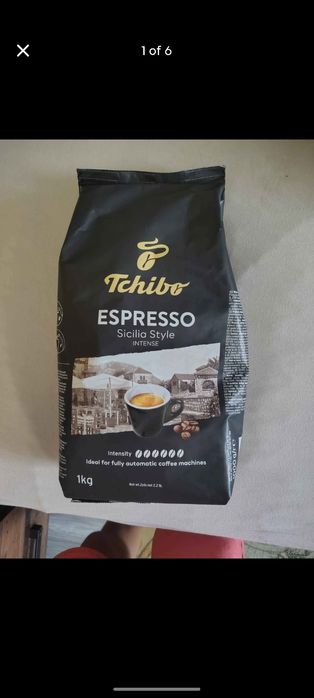 1 of 6
Tchibo
ESPRESSO
Sicilia Style
INTENSE
Intensity
Ideal for fully automatic coffee machines
1kg